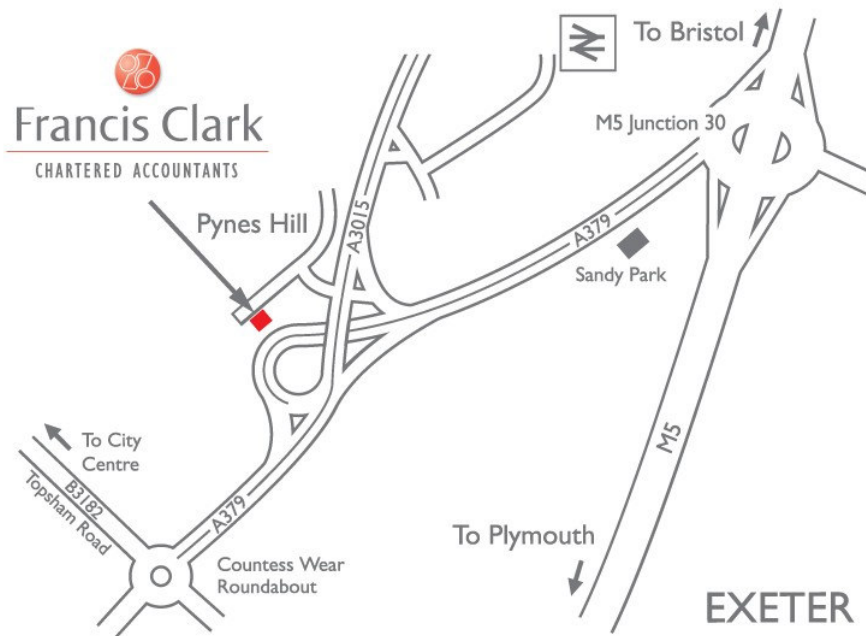 To Bristol
M5 Junction 30
Francis Clark
CHARTERED ACCOUNTANTS
Pynes Hill
A3015
A379
Sandy Park
M5
To City
Centre
B3182
Topsham Road
A379
To Plymouth
Countess Wear
Roundabout
EXETER